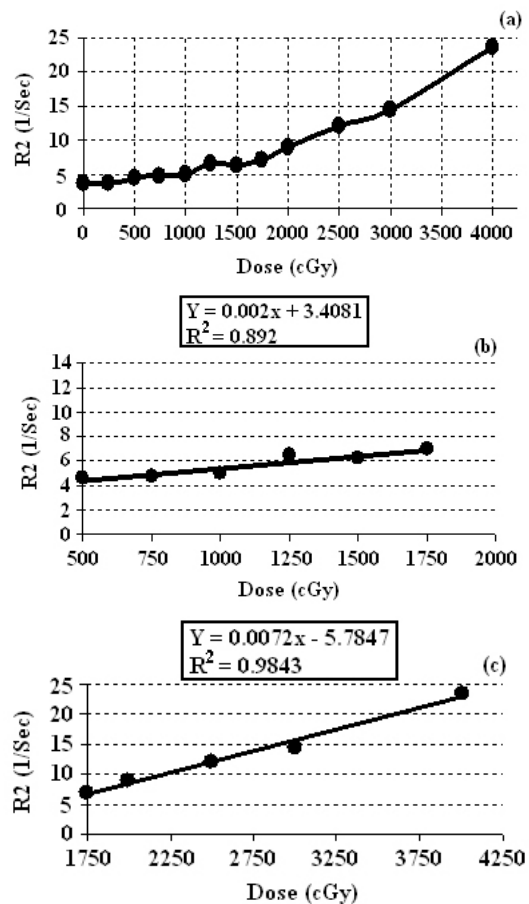 (a)
25
20
15
10
5
0
R2 (1/Sec)
0 500 1000 1500 2000 2500 3000 3500 4000
Dose (cGy)
Y = 0.002x + 3.4081
R² = 0.892
(b)
14
12
10
8
6
4
2
0
R2 (1/Sec)
500 750 1000 1250 1500 1750 2000
Dose (cGy)
Y = 0.0072x - 5.7847
R² = 0.9843
(c)
25
20
15
10
5
0
R2 (1/Sec)
1750 2250 2750 3250 3750 4250
Dose (cGy)